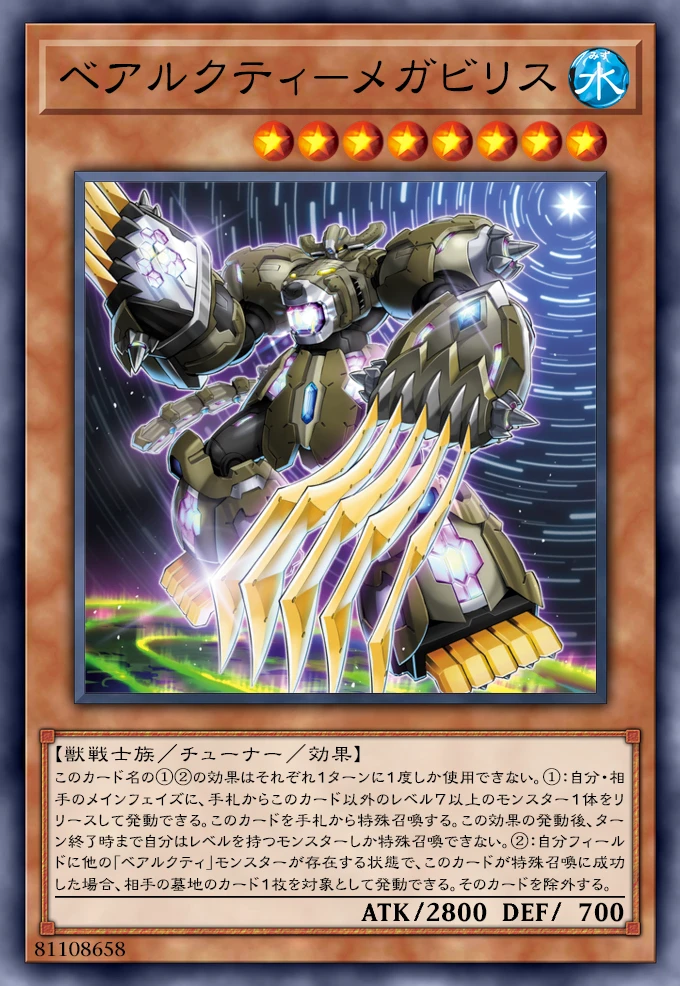 ベアルクティーメガビリス
みず
水
【獣戦士族／チューナー／効果】
このカード名の①②の効果はそれぞれ１ターンに１度しか使用できない。①：自分・相
手のメインフェイズに、手札からこのカード以外のレベル７以上のモンスター１体をリ
リースして発動できる。このカードを手札から特殊召喚する。この効果の発動後、ター
ン終了時まで自分はレベルを持つモンスターしか特殊召喚できない。②：自分フィール
ドに他の「ベアルクティ」モンスターが存在する状態で、このカードが特殊召喚に成功
した場合、相手の墓地のカード１枚を対象として発動できる。そのカードを除外する。
ATK/2800 DEF/ 700
81108658